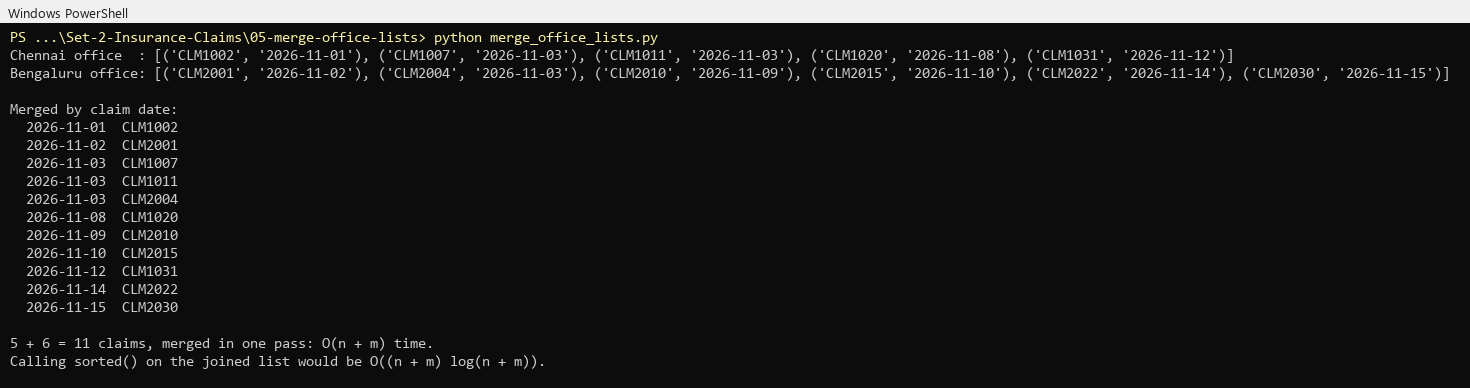 Windows PowerShell
PS ...\Set-2-Insurance-Claims\05-merge-office-lists> python merge_office_lists.py
Chennai office  : [('CLM1002', '2026-11-01'), ('CLM1007', '2026-11-03'), ('CLM1011', '2026-11-03'), ('CLM1020', '2026-11-08'), ('CLM1031', '2026-11-12')]
Bengaluru office: [('CLM2001', '2026-11-02'), ('CLM2004', '2026-11-03'), ('CLM2010', '2026-11-09'), ('CLM2015', '2026-11-10'), ('CLM2022', '2026-11-14'), ('CLM2030', '2026-11-15')]
Merged by claim date:
  2026-11-01  CLM1002
  2026-11-02  CLM2001
  2026-11-03  CLM1007
  2026-11-03  CLM1011
  2026-11-03  CLM2004
  2026-11-08  CLM1020
  2026-11-09  CLM2010
  2026-11-10  CLM2015
  2026-11-12  CLM1031
  2026-11-14  CLM2022
  2026-11-15  CLM2030
5 + 6 = 11 claims, merged in one pass: O(n + m) time.
Calling sorted() on the joined list would be O((n + m) log(n + m)).